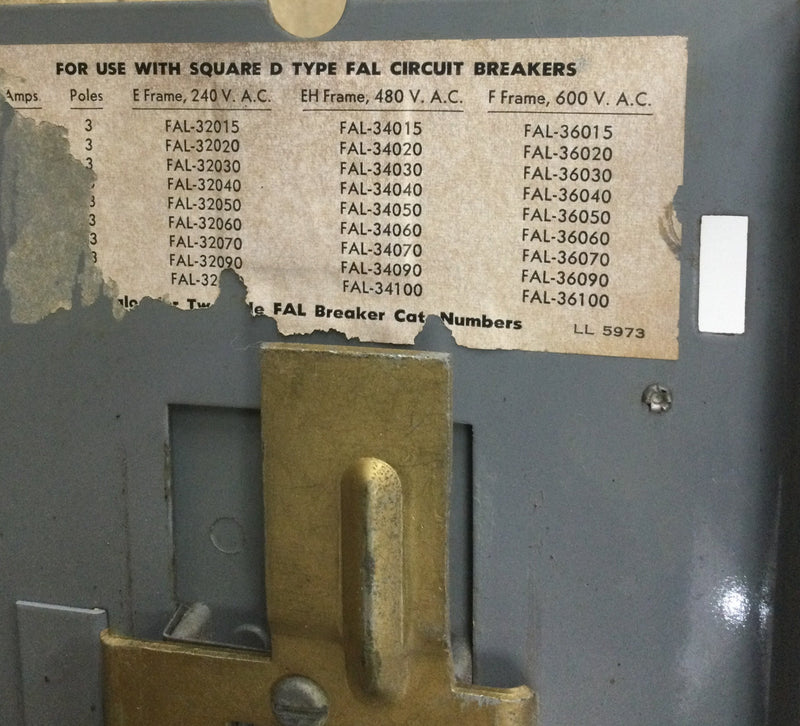 FOR USE WITH SQUARE D TYPE FAL CIRCUIT BREAKERS
Amps Poles E Frame, 240 V. A.C. EH Frame, 480 V. A.C. F Frame, 600 V. A.C.
3 FAL-32015 FAL-34015 FAL-36015
3 FAL-32020 FAL-34020 FAL-36020
3 FAL-32030 FAL-34030 FAL-36030
FAL-32040 FAL-34040 FAL-36040
3 FAL-32050 FAL-34050 FAL-36050
3 FAL-32060 FAL-34060 FAL-36060
3 FAL-32070 FAL-34070 FAL-36070
3 FAL-32090 FAL-34090 FAL-36090
FAL-32 FAL-34100 FAL-36100
FAL Breaker Cat. Numbers LL 5973